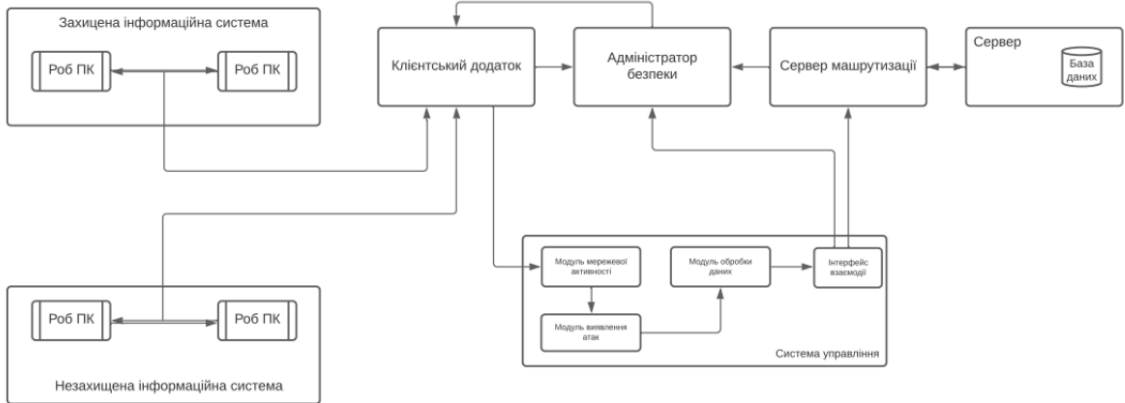 Захищена інформаційна система
Роб ПК
Роб ПК
Клієнтський додаток
Адміністратор
безпеки
Сервер машрутизації
Сервер
База
даних
Модуль мережевої
активності
Модуль обробки
даних
Інтерфейс
взаємодії
Модуль виявлення
атак
Система управління
Роб ПК
Роб ПК
Незахищена інформаційна система